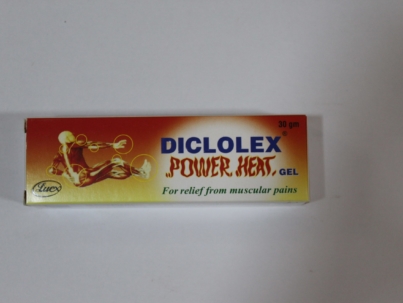 30 gm
DICLOLEX®
POWER HEAT GEL
For relief from muscular pains